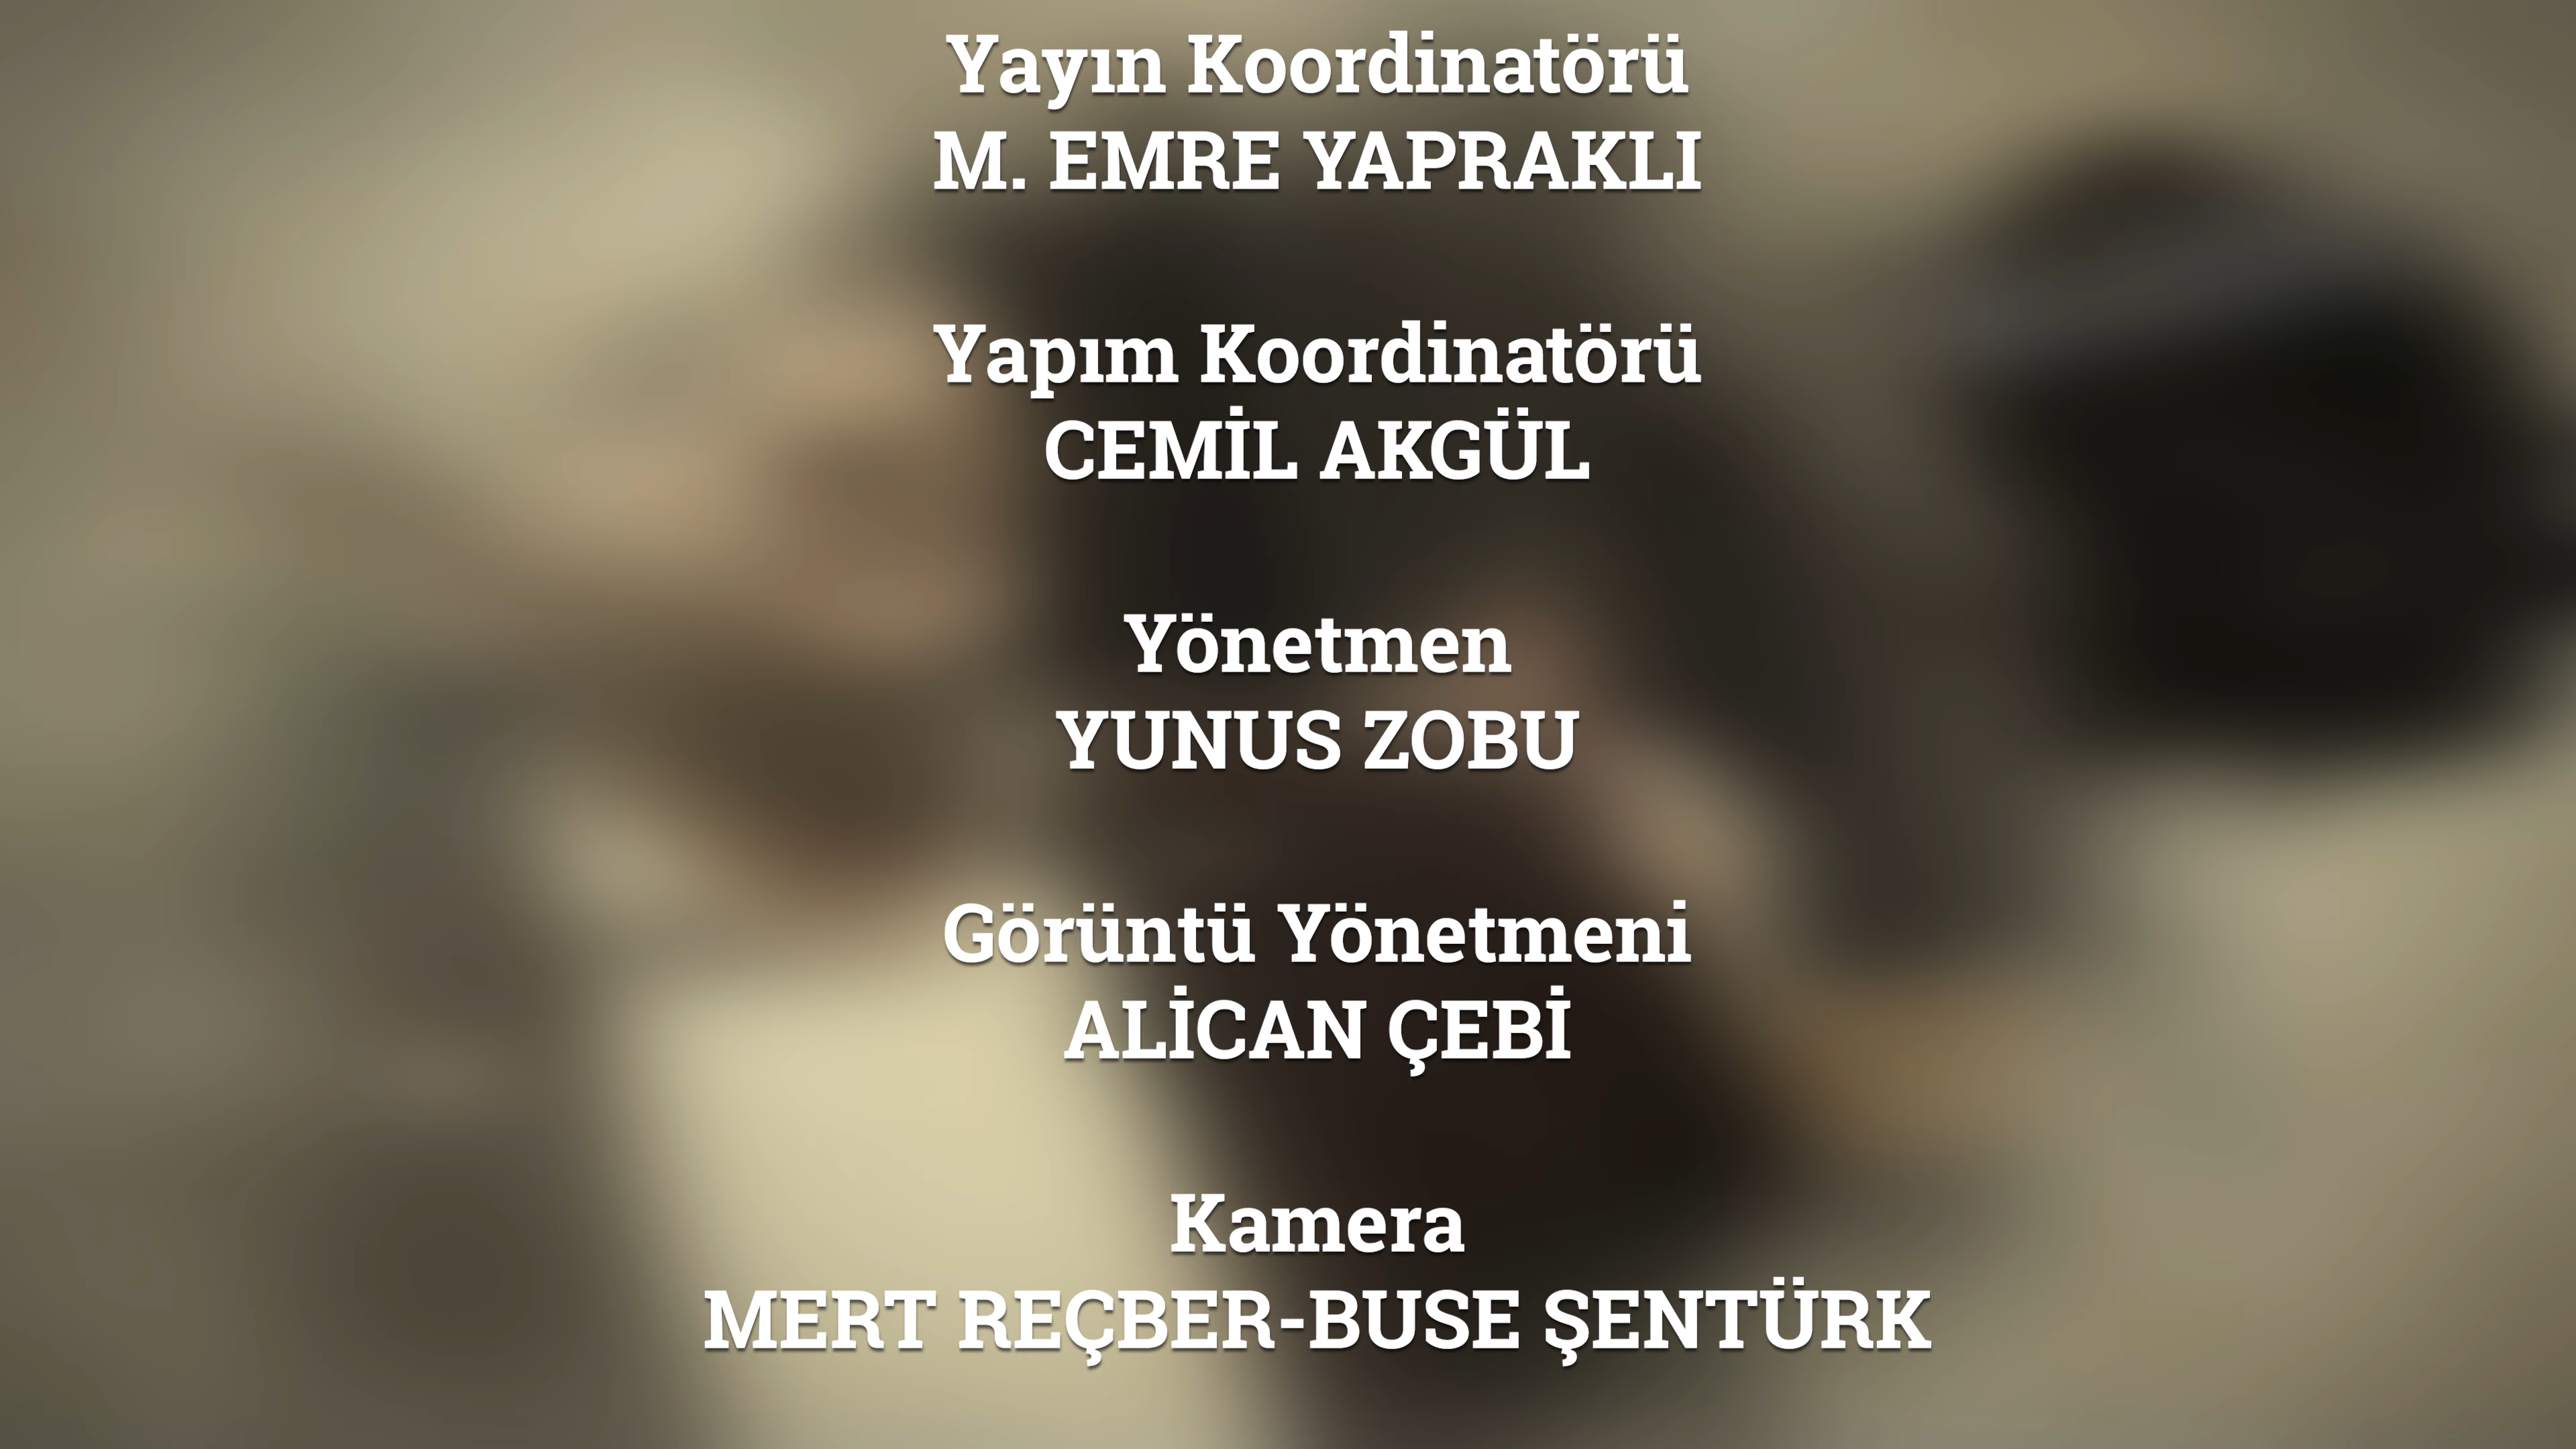 Yayın Koordinatörü
M. EMRE YAPRAKLI
Yapım Koordinatörü
CEMİL AKGÜL
Yönetmen
YUNUS ZOBU
Görüntü Yönetmeni
ALİCAN ÇEBİ
Kamera
MERT REÇBER-BUSE ŞENTÜRK